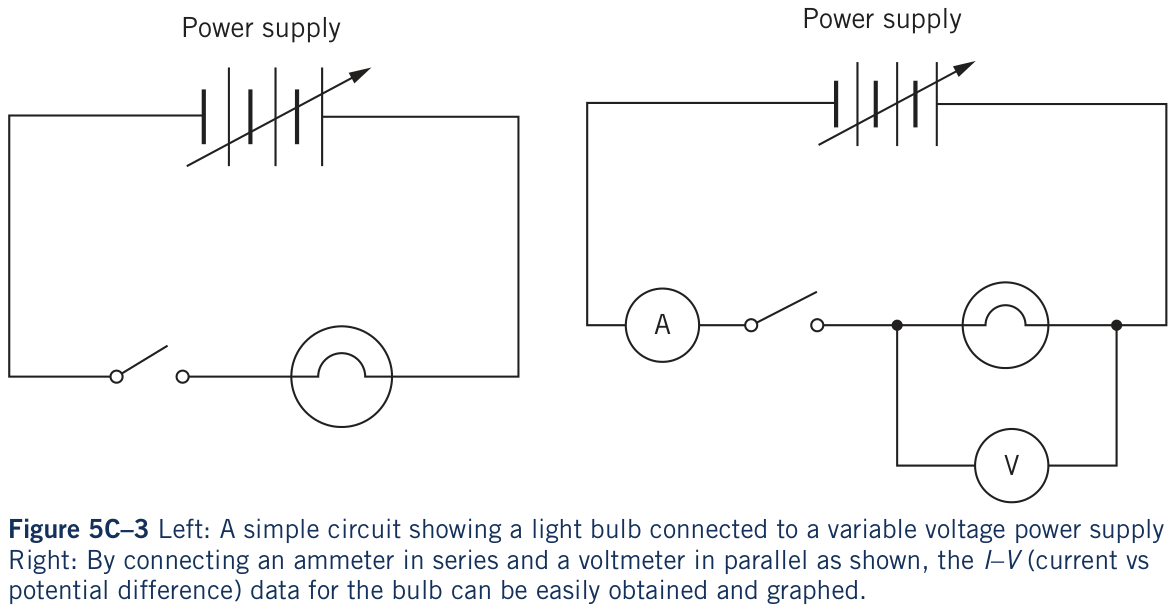 Power supply
Power supply
A
V
Figure 5C–3 Left: A simple circuit showing a light bulb connected to a variable voltage power supply
Right: By connecting an ammeter in series and a voltmeter in parallel as shown, the I–V (current vs
potential difference) data for the bulb can be easily obtained and graphed.